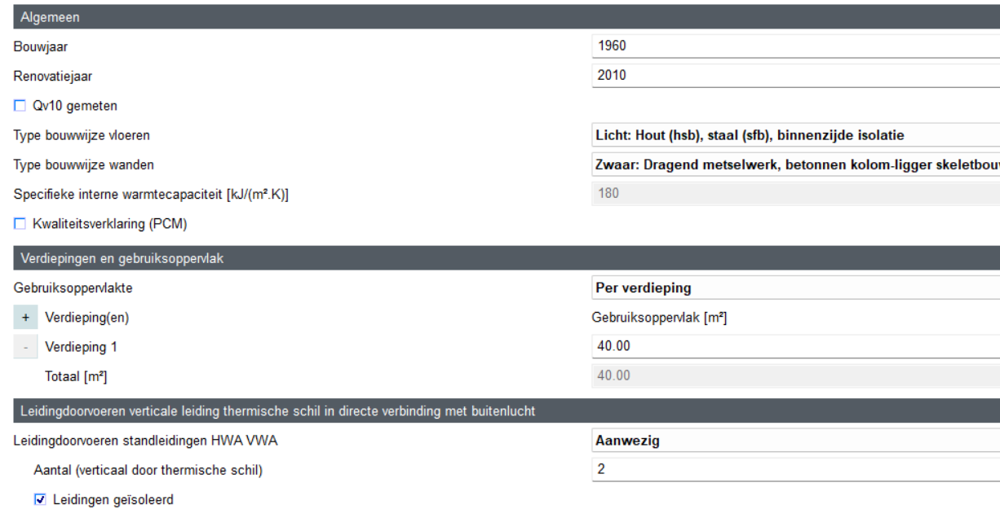 Algemeen
Bouwjaar 1960
Renovatiejaar 2010
Qv10 gemeten
Type bouwwijze vloeren Licht: Hout (hsb), staal (sfb), binnenzijde isolatie
Type bouwwijze wanden Zwaar: Dragend metselwerk, betonnen kolom-ligger
Specifieke interne warmtecapaciteit [kJ/(m².K)] 180
Kwaliteitsverklaring (PCM)
Verdiepingen en gebruiksoppervlak
Gebruiksoppervlakte Per verdieping
+ Verdieping(en) Gebruiksoppervlak [m²]
- Verdieping 1 40.00
Totaal [m²] 40.00
Leidingdoorvoeren verticale leiding thermische schil in directe verbinding met buitenlucht
Leidingdoorvoeren standleidingen HWA VWA Aanwezig
Aantal (verticaal door thermische schil) 2
Leidingen geïsoleerd